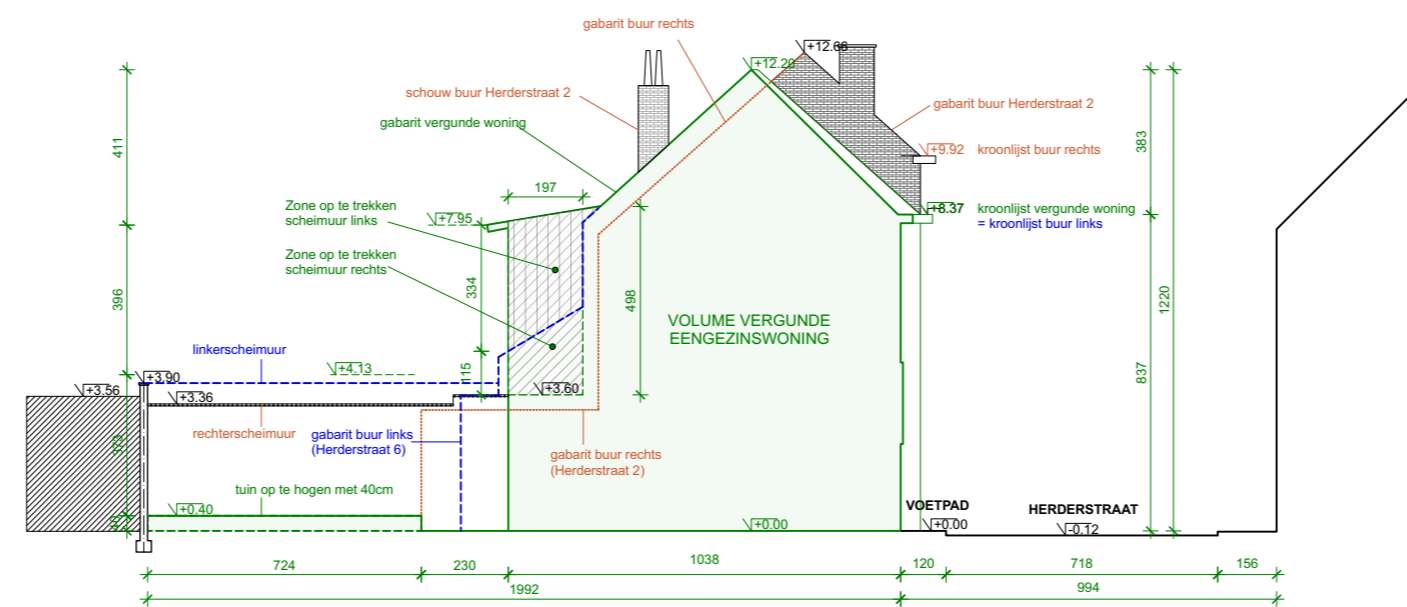 gabarit buur rechts
+12.66
+12.20
schouw buur Herderstraat 2
gabarit buur Herderstraat 2
gabarit vergunde woning
411
383
+9.92 kroonlijst buur rechts
197
Zone op te trekken
scheimuur links
+7.95
+8.37 kroonlijst vergunde woning
= kroonlijst buur links
Zone op te trekken
scheimuur rechts
396
334
498
1220
VOLUME VERGUNDE
EENGEZINSWONING
linkerscheimuur
+4.13
115
837
+3.90
+3.56
+3.60
+3.36
rechterscheimuur
373
gabarit buur links
(Herderstraat 6)
gabarit buur rechts
(Herderstraat 2)
tuin op te hogen met 40cm
+0.40
40
VOETPAD
HERDERSTRAAT
+0.00
+0.00
-0.12
724
230
1038
120
718
156
1992
994